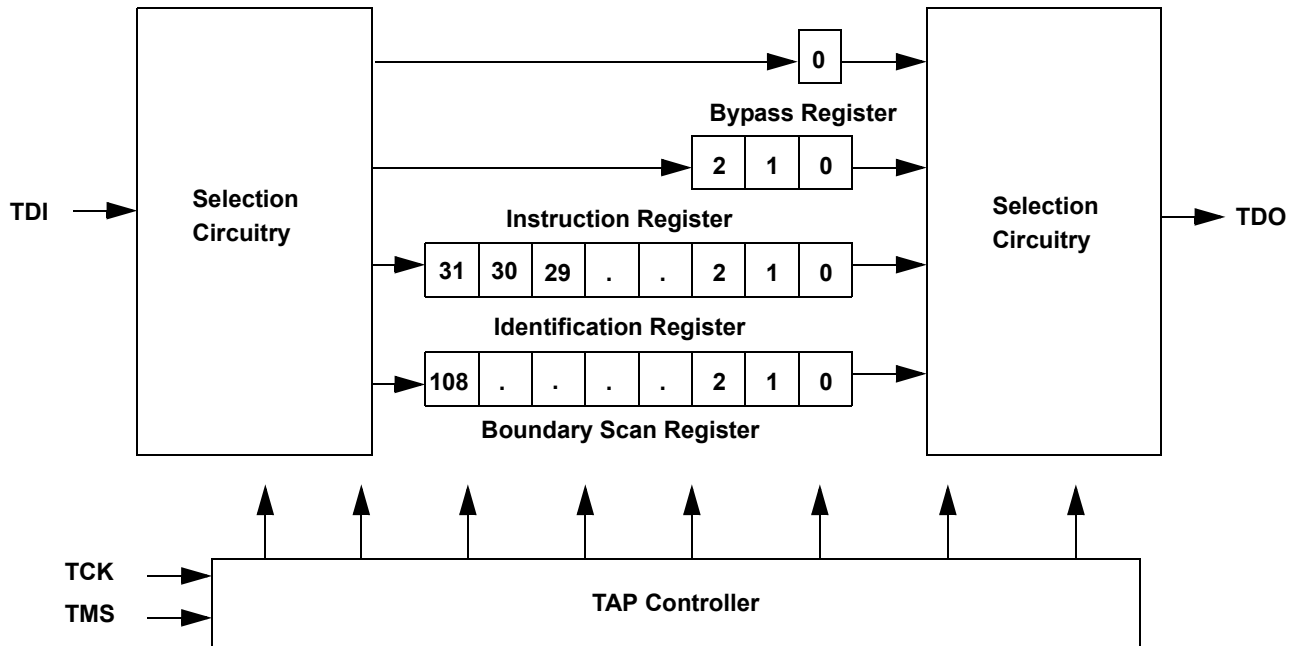 0
Bypass Register
2 1 0
TDI
Selection
Circuitry
Selection
Circuitry
TDO
Instruction Register
31 30 29 . . 2 1 0
Identification Register
108 . . . . 2 1 0
Boundary Scan Register
TCK
TMS
TAP Controller